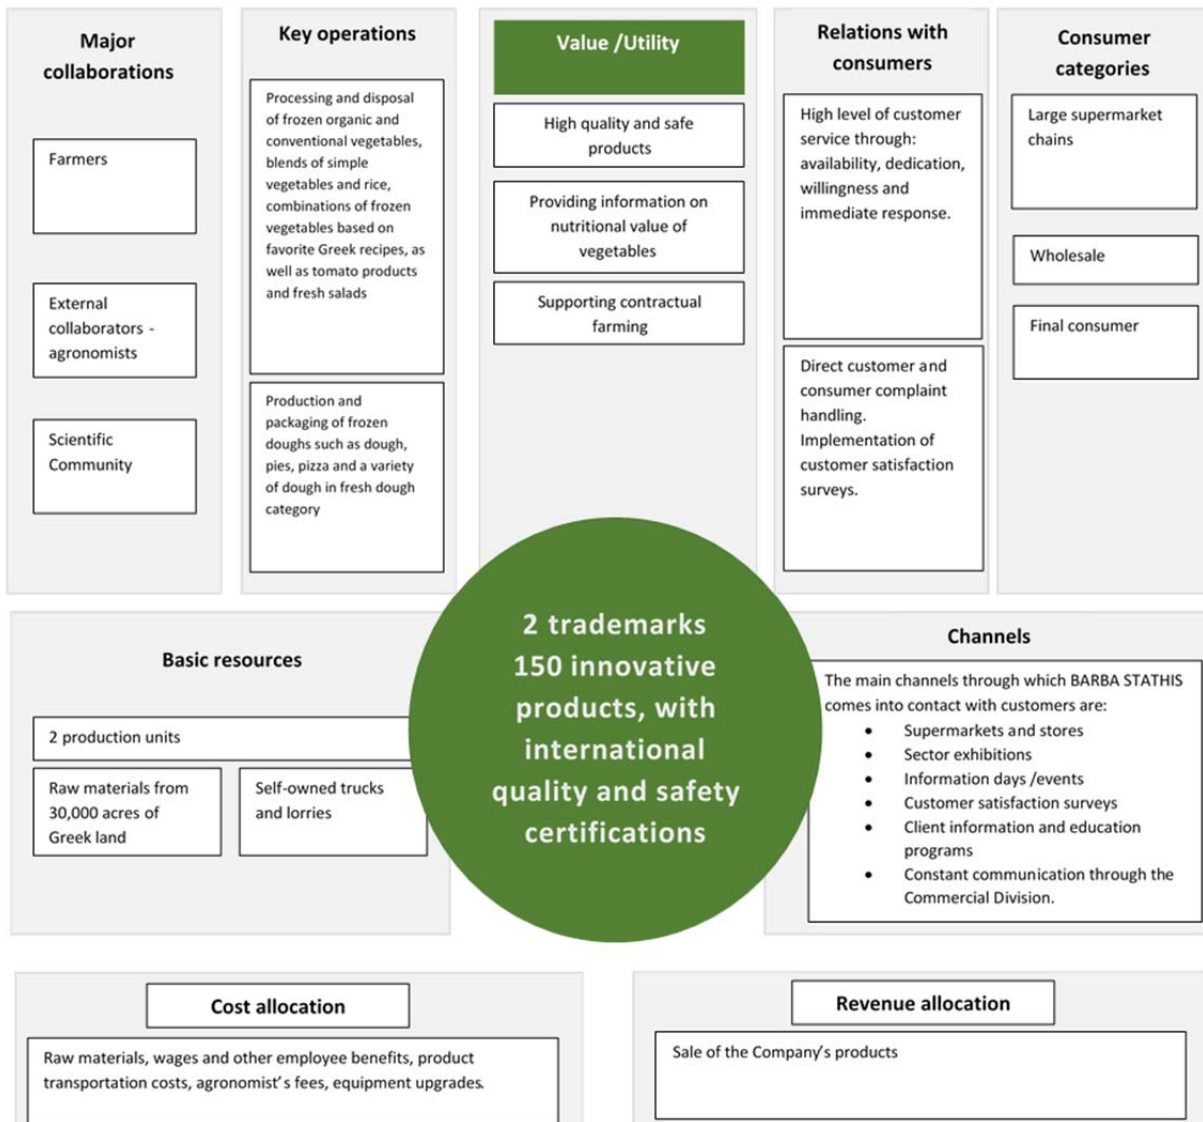 Major
collaborations
Farmers
External
collaborators -
agronomists
Scientific
Community
Key operations
Processing and disposal
of frozen organic and
conventional vegetables,
blends of simple
vegetables and rice,
combinations of frozen
vegetables based on
favorite Greek recipes, as
well as tomato products
and fresh salads
Production and
packaging of frozen
doughs such as dough,
pies, pizza and a variety
of dough in fresh dough
category
Value /Utility
High quality and safe
products
Providing information on
nutritional value of
vegetables
Supporting contractual
farming
Relations with
consumers
High level of customer
service through:
availability, dedication,
willingness and
immediate response.
Direct customer and
consumer complaint
handling.
Implementation of
customer satisfaction
surveys.
Consumer
categories
Large supermarket
chains
Wholesale
Final consumer
Basic resources
2 production units
Raw materials from
30,000 acres of
Greek land
Self-owned trucks
and lorries
2 trademarks
150 innovative
products, with
international
quality and safety
certifications
Channels
The main channels through which BARBA STATHIS
comes into contact with customers are:
• Supermarkets and stores
• Sector exhibitions
• Information days /events
• Customer satisfaction surveys
• Client information and education
programs
• Constant communication through the
Commercial Division.
Cost allocation
Raw materials, wages and other employee benefits, product
transportation costs, agronomist's fees, equipment upgrades.
Revenue allocation
Sale of the Company's products